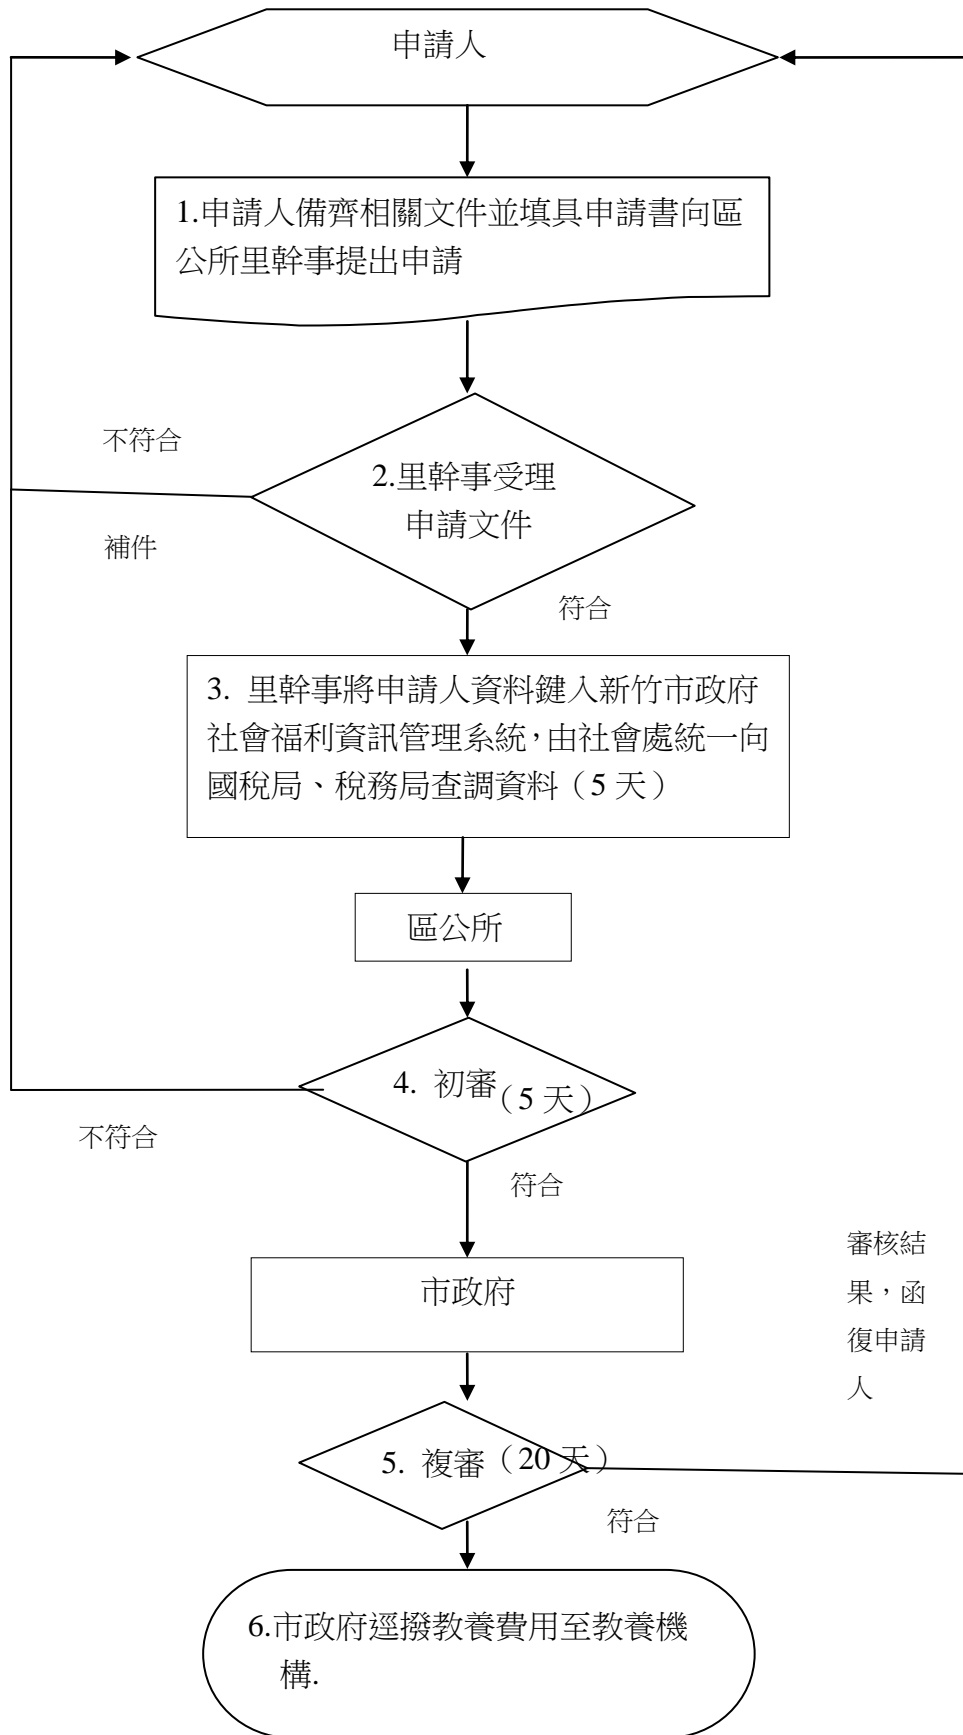 申請人
1.申請人備齊相關文件並填具申請書向區
公所里幹事提出申請
不符合
2.里幹事受理
申請文件
補件
符合
3. 里幹事將申請人資料鍵入新竹市政府
社會福利資訊管理系統,由社會處統一向
國稅局、稅務局查調資料(5 天)
區公所
4. 初審(5 天)
不符合
符合
市政府
審核結
果,函
復申請
人
5. 複審(20 天)
符合
6.市政府逕撥教養費用至教養機
構.